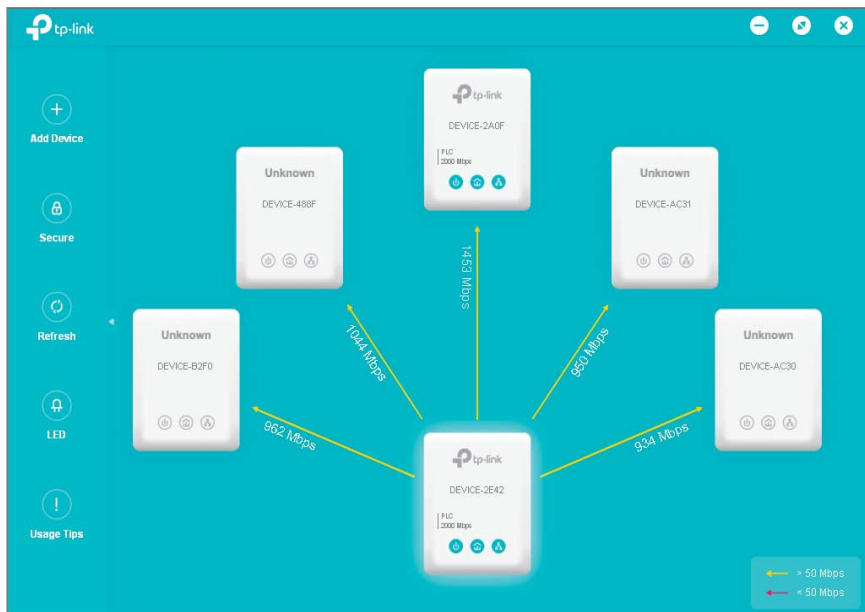 tp-link
Add Device
Secure
Refresh
LED
Usage Tips
tp-link
DEVICE-2A0F
PLC
2000 Mbps
Unknown
DEVICE-488F
Unknown
DEVICE-AC31
Unknown
DEVICE-B2F0
Unknown
DEVICE-AC30
1453 Mbps
1044 Mbps
950 Mbps
962 Mbps
934 Mbps
tp-link
DEVICE-2E42
PLC
2000 Mbps
> 50 Mbps
< 50 Mbps